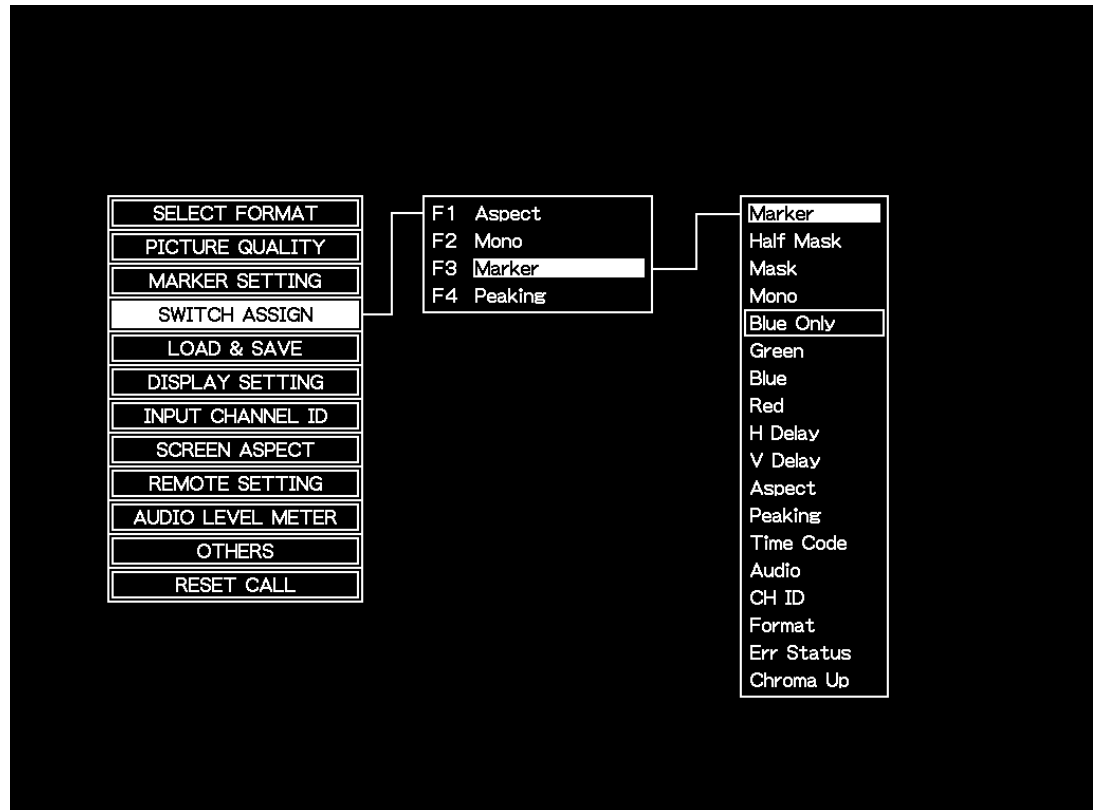 SELECT FORMAT
PICTURE QUALITY
MARKER SETTING
SWITCH ASSIGN
LOAD & SAVE
DISPLAY SETTING
INPUT CHANNEL ID
SCREEN ASPECT
REMOTE SETTING
AUDIO LEVEL METER
OTHERS
RESET CALL
F1 Aspect
F2 Mono
F3 Marker
F4 Peaking
Marker
Half Mask
Mask
Mono
Blue Only
Green
Blue
Red
H Delay
V Delay
Aspect
Peaking
Time Code
Audio
CH ID
Format
Err Status
Chroma Up